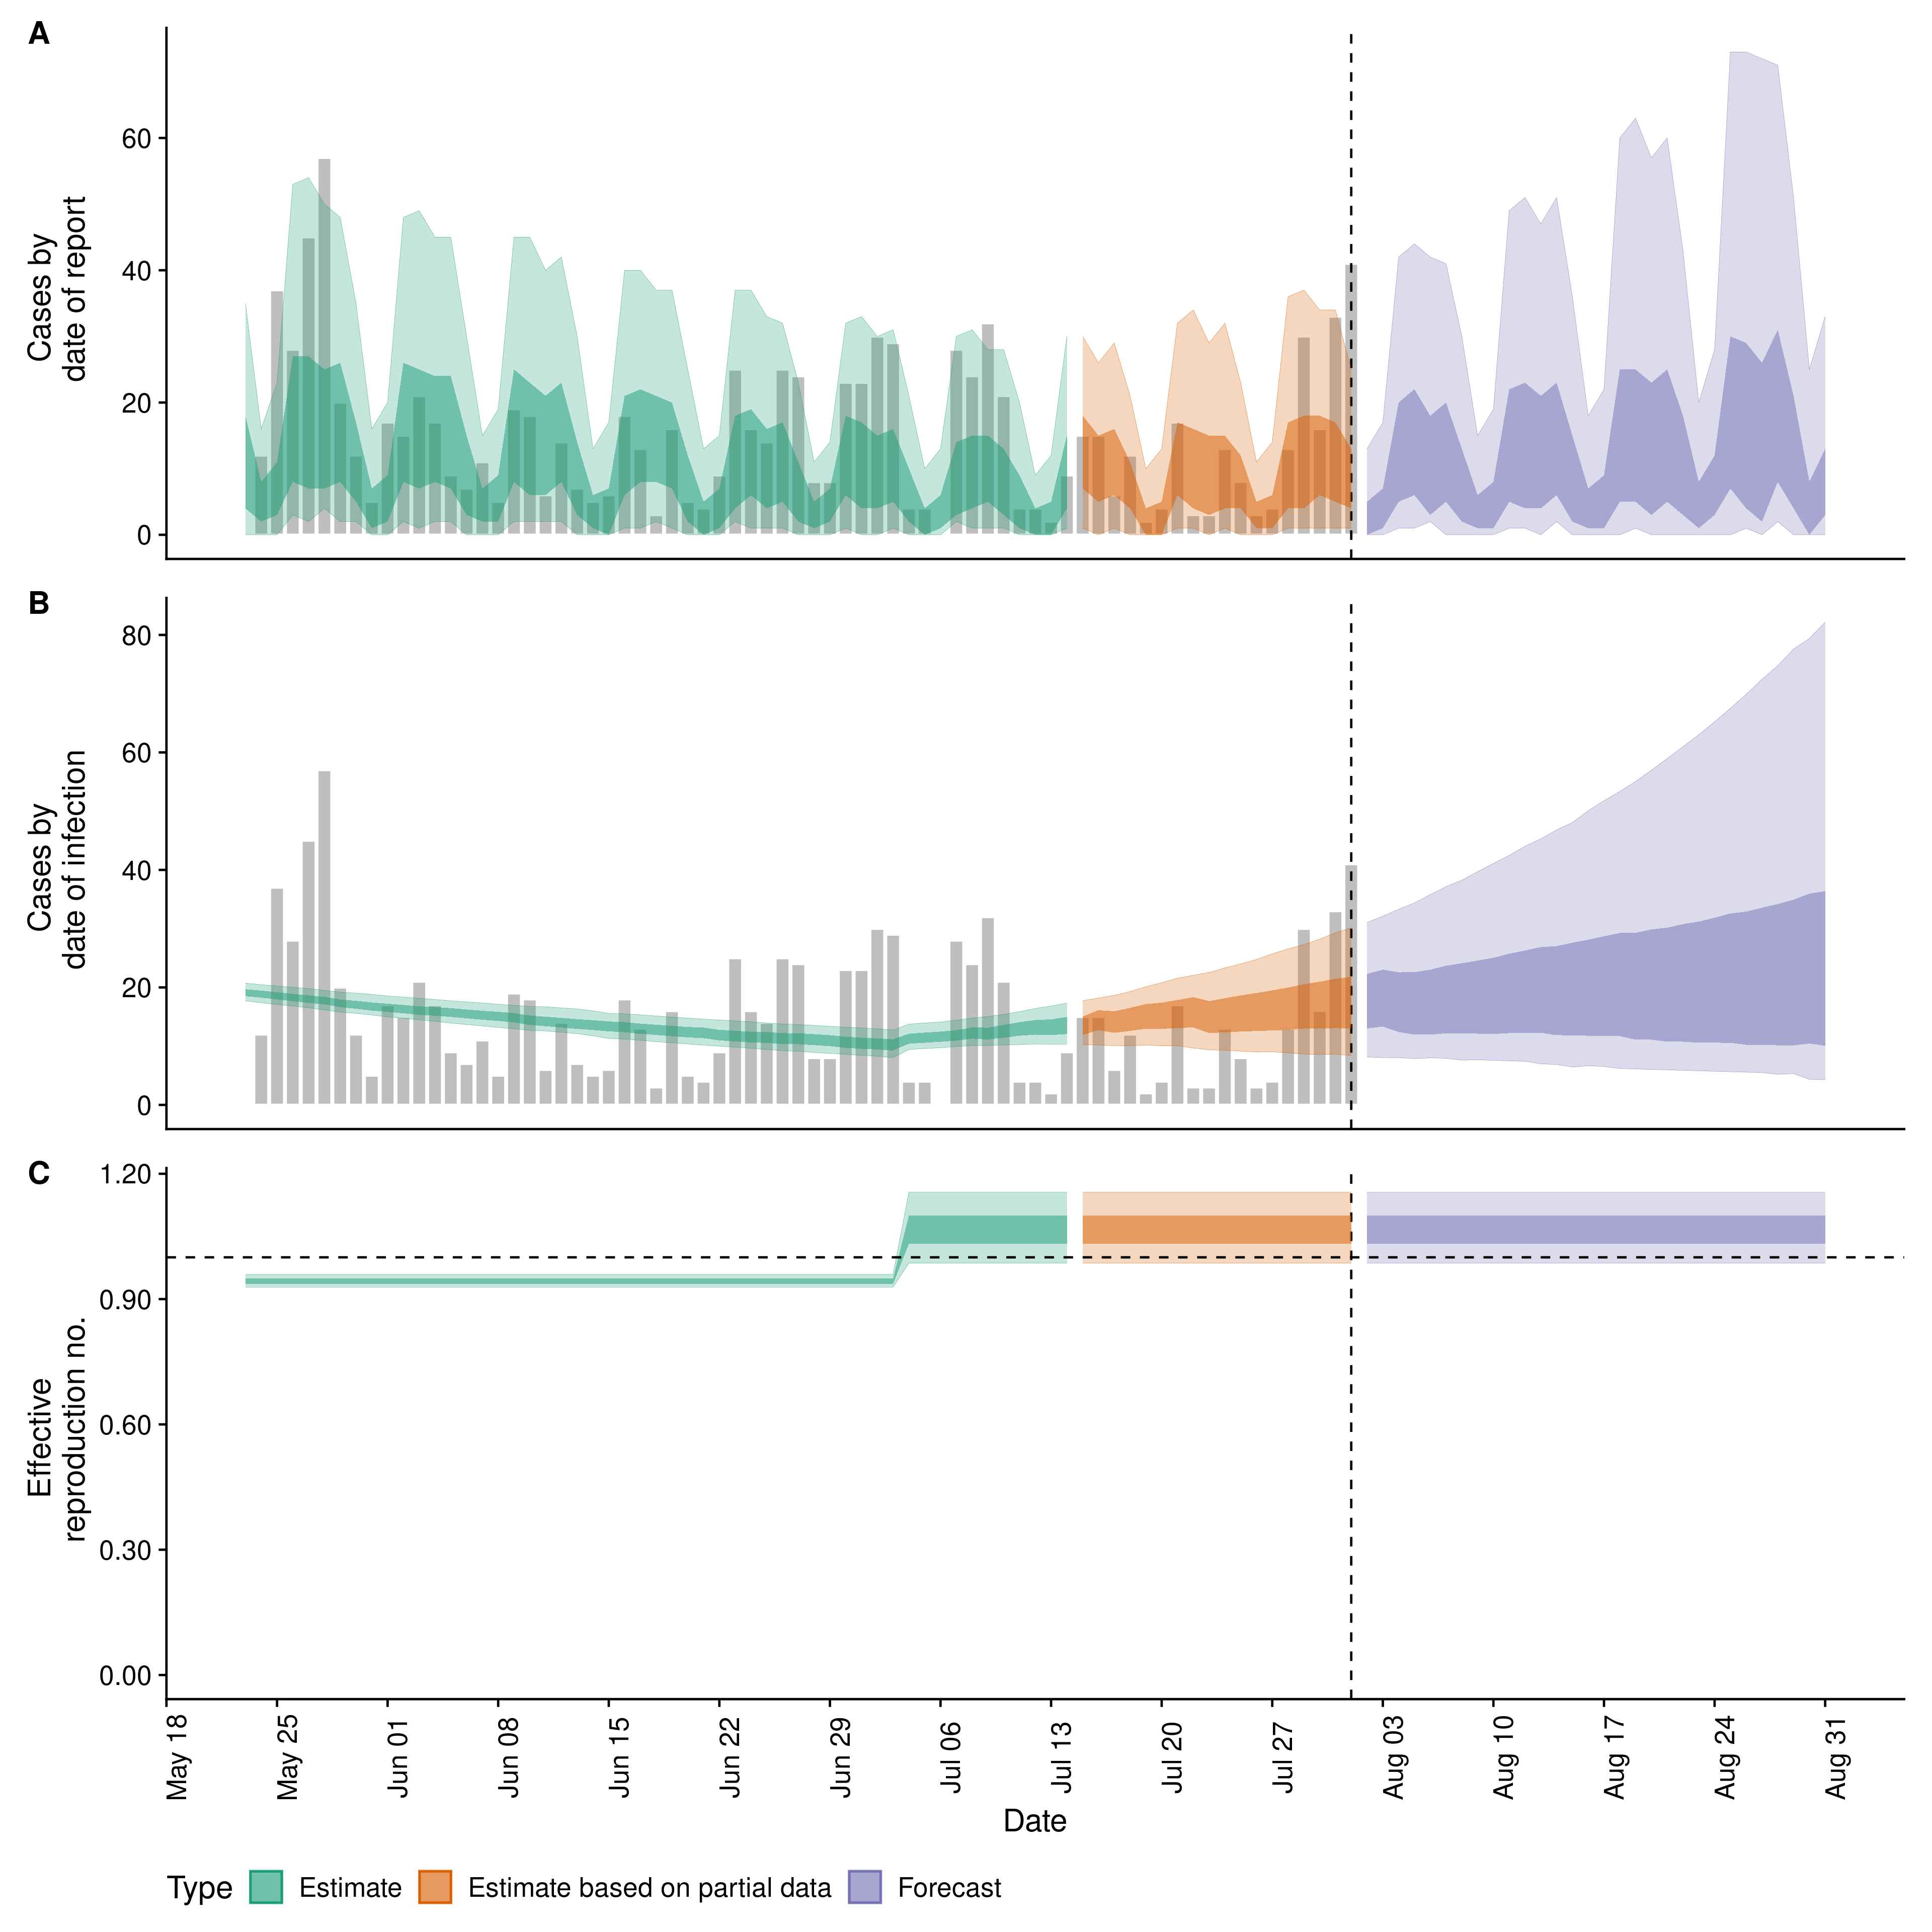 A
Cases by
date of report
60
40
20
0
B
Cases by
date of infection
80
60
40
20
0
C
Effective
reproduction no.
1.20
0.90
0.60
0.30
0.00
May 18
May 25
Jun 01
Jun 08
Jun 15
Jun 22
Jun 29
Jul 06
Jul 13
Jul 20
Jul 27
Aug 03
Aug 10
Aug 17
Aug 24
Aug 31
Date
Type Estimate Estimate based on partial data Forecast